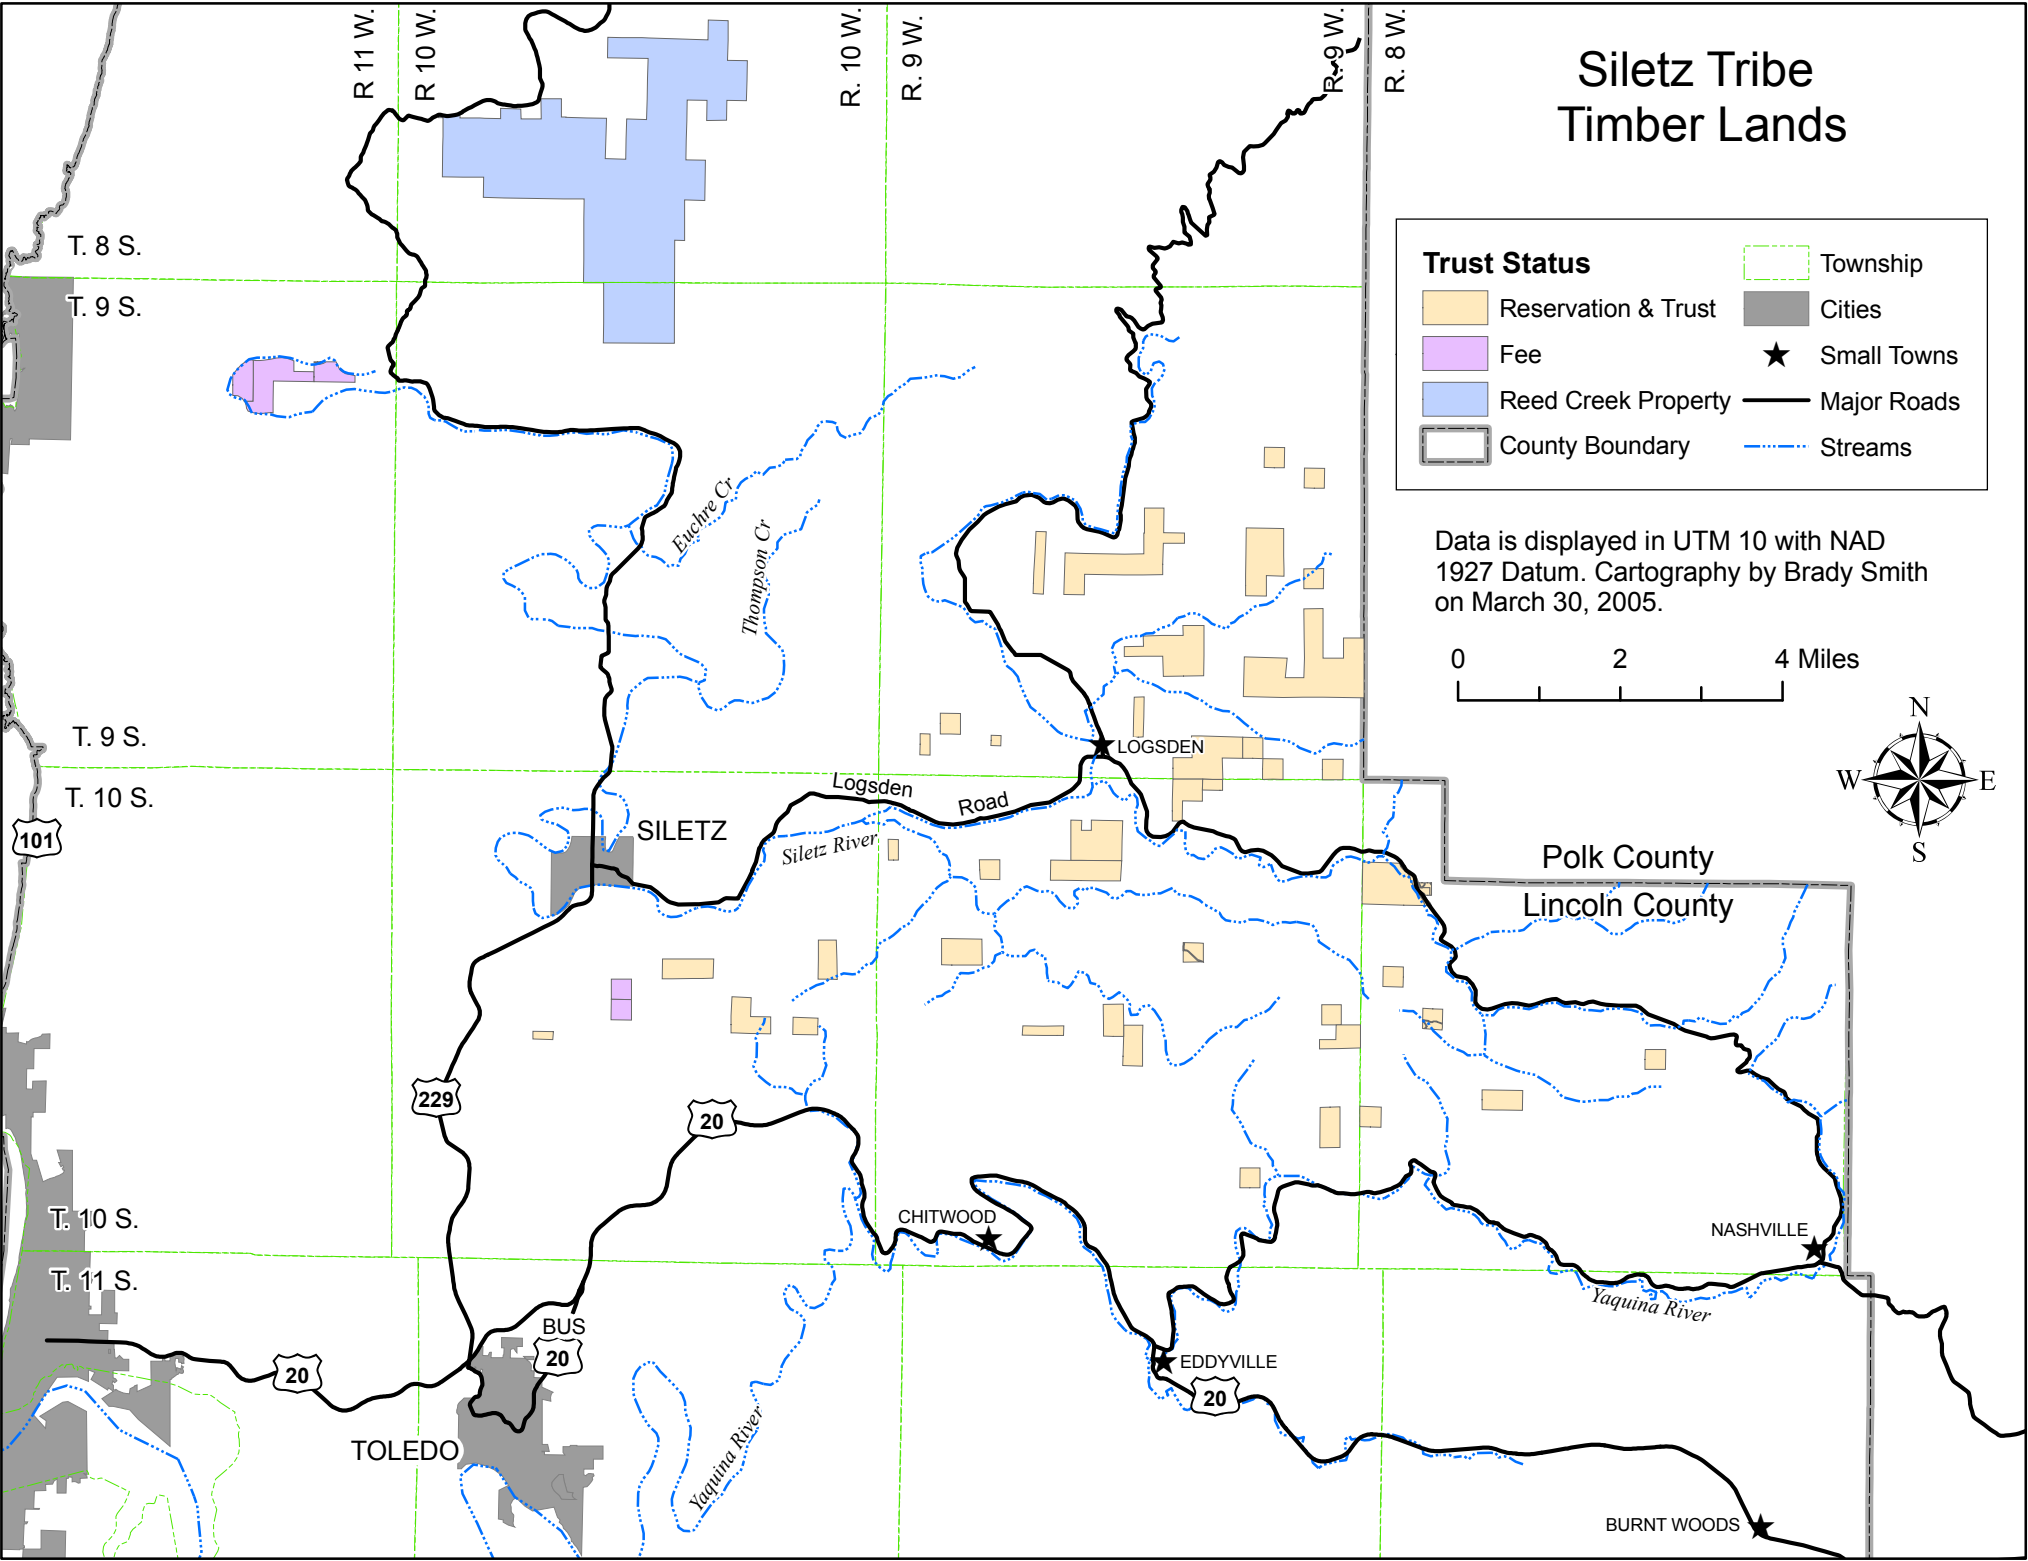 Siletz Tribe
Timber Lands
R 11 W.
R 10 W.
R. 10 W.
R. 9 W.
R. 9 W.
R. 8 W.
T. 8 S.
T. 9 S.
Trust Status
Reservation & Trust
Fee
Reed Creek Property
County Boundary
Township
Cities
Small Towns
Major Roads
Streams
Data is displayed in UTM 10 with NAD
1927 Datum. Cartography by Brady Smith
on March 30, 2005.
0 2 4 Miles
N
W E
S
Euchre Cr
Thompson Cr
T. 9 S.
T. 10 S.
LOGSDEN
Logsden Road
101
SILETZ
Siletz River
Polk County
Lincoln County
229
20
T. 10 S.
T. 11 S.
CHITWOOD
NASHVILLE
Yaquina River
BUS
20
20
EDDYVILLE
20
TOLEDO
Yaquina River
BURNT WOODS